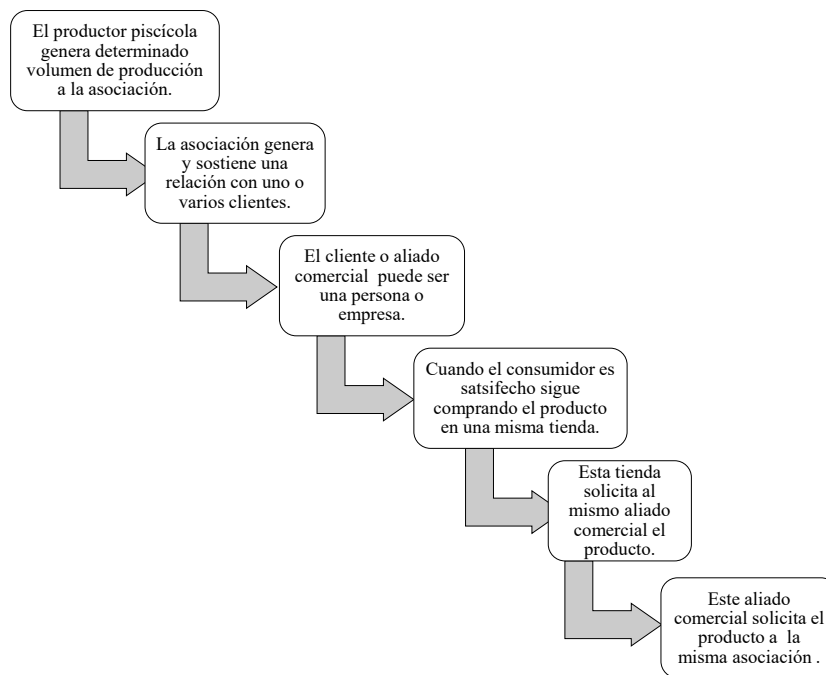 El productor piscícola
genera determinado
volumen de producción
a la asociación.
La asociación genera
y sostiene una
relación con uno o
varios clientes.
El cliente o aliado
comercial  puede ser
una persona o
empresa.
Cuando el consumidor es
satsifecho sigue
comprando el producto
en una misma tienda.
Esta tienda
solicita al
mismo aliado
comercial el
producto.
Este aliado
comercial solicita el
producto a  la
misma asociación .